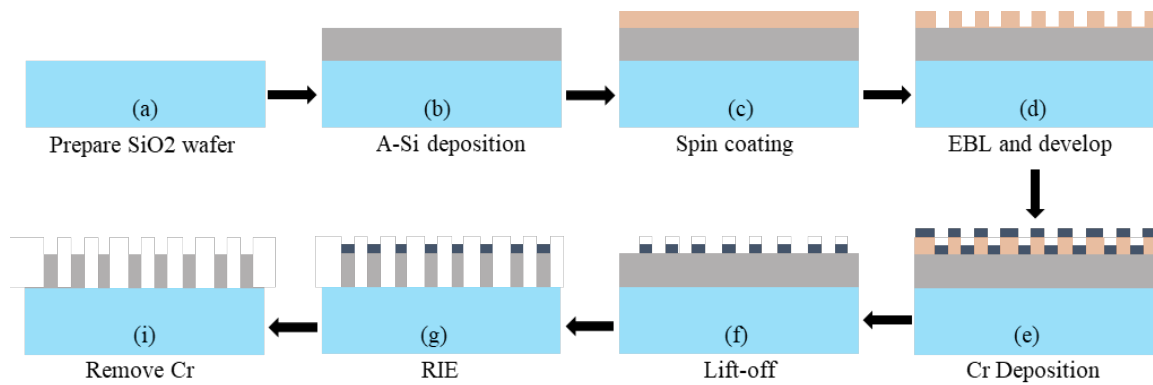 (a)
Prepare SiO2 wafer
(b)
A-Si deposition
(c)
Spin coating
(d)
EBL and develop
(e)
Cr Deposition
(f)
Lift-off
(g)
RIE
(i)
Remove Cr